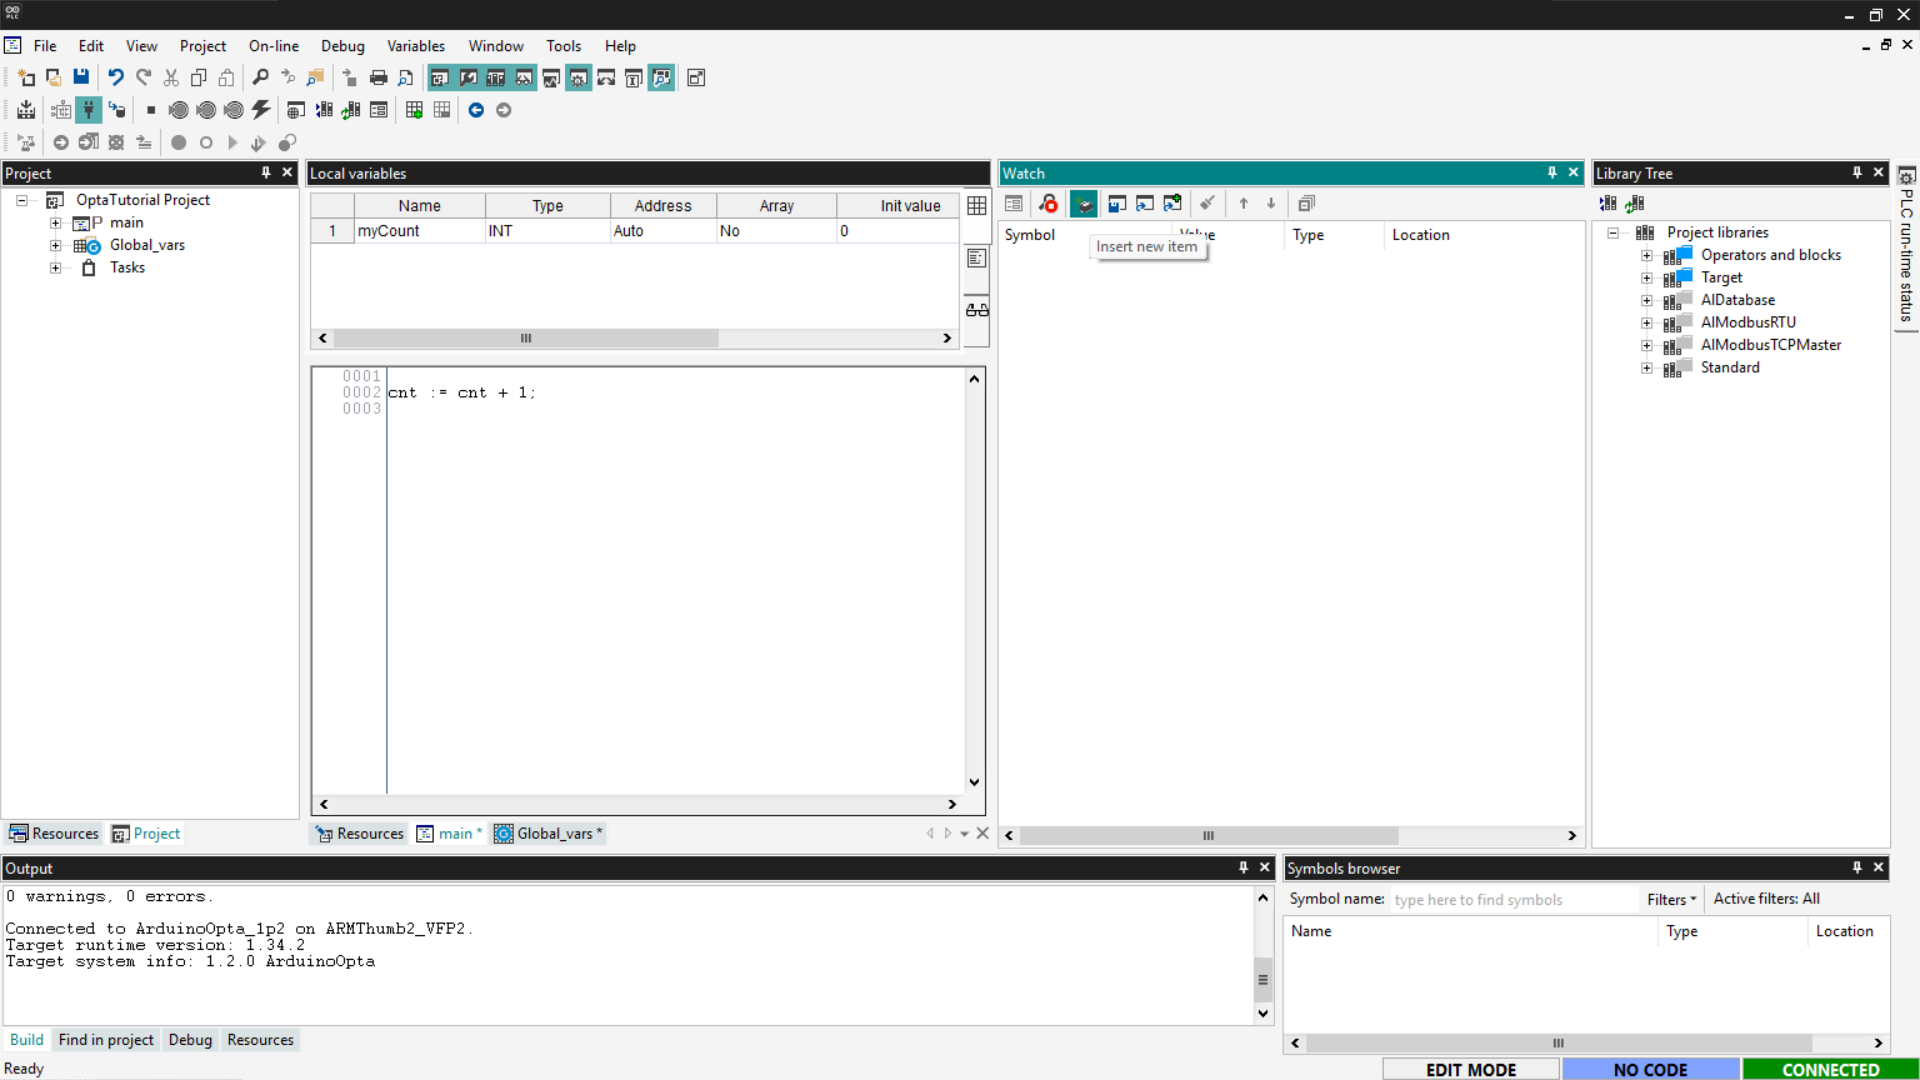 PLC
File Edit View Project On-line Debug Variables Window Tools Help
Project
OptaTutorial Project
main
Global_vars
Tasks
Resources Project
Local variables
Name Type Address Array Init value
1 myCount INT Auto No 0
0001
0002 cnt := cnt + 1;
0003
Resources main * Global_vars *
Watch
Symbol Value Type Location
Insert new item
Library Tree
Project libraries
Operators and blocks
Target
AlDatabase
AlModbusRTU
AlModbusTCPMaster
Standard
PLC run-time status
Output
0 warnings, 0 errors.
Connected to ArduinoOpta_1p2 on ARMThumb2_VFP2.
Target runtime version: 1.34.2
Target system info: 1.2.0 ArduinoOpta
Build Find in project Debug Resources
Symbols browser
Symbol name: type here to find symbols Filters Active filters: All
Name Type Location
Ready
EDIT MODE NO CODE CONNECTED